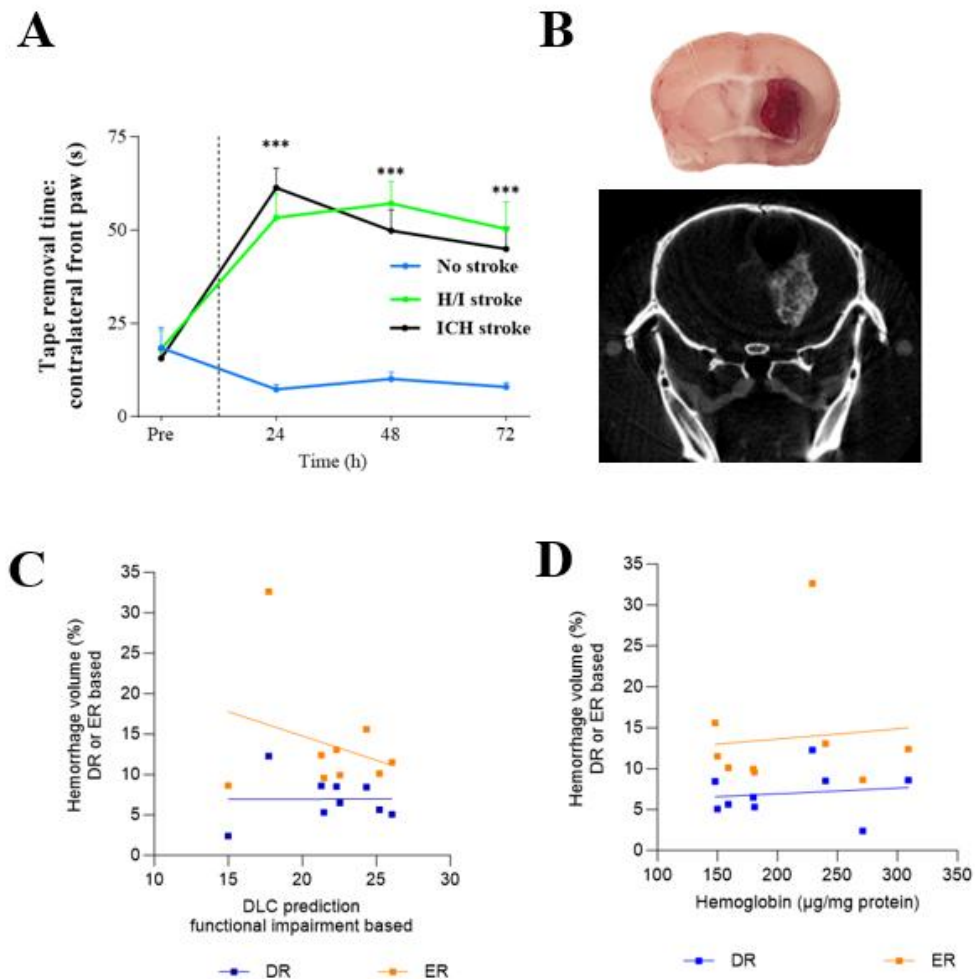 A
B
Tape removal time:
contralateral front paw (s)
75
50
25
0
***
***
***
No stroke
H/I stroke
ICH stroke
Pre
24
48
72
Time (h)
C
D
Hemorrhage volume (%)
DR or ER based
35
30
25
20
15
10
5
0
10
15
20
25
30
DLC prediction
functional impairment based
DR
ER
Hemorrhage volume (%)
DR or ER based
35
30
25
20
15
10
5
0
100
150
200
250
300
350
Hemoglobin (µg/mg protein)
DR
ER